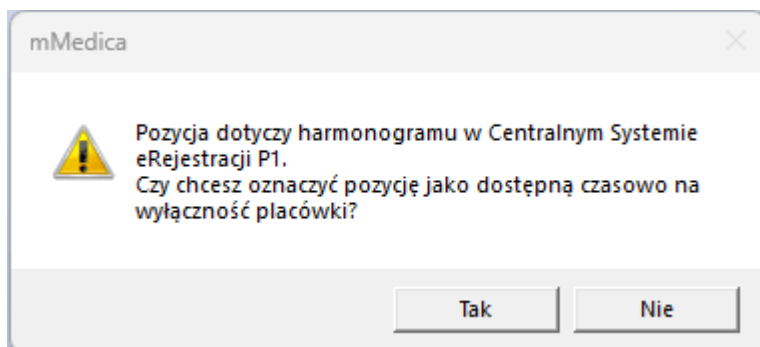 mMedica
Pozycja dotyczy harmonogramu w Centralnym Systemie
eRejestracji P1.
Czy chcesz oznaczyć pozycję jako dostępną czasowo na
wyłączność placówki?
Tak
Nie